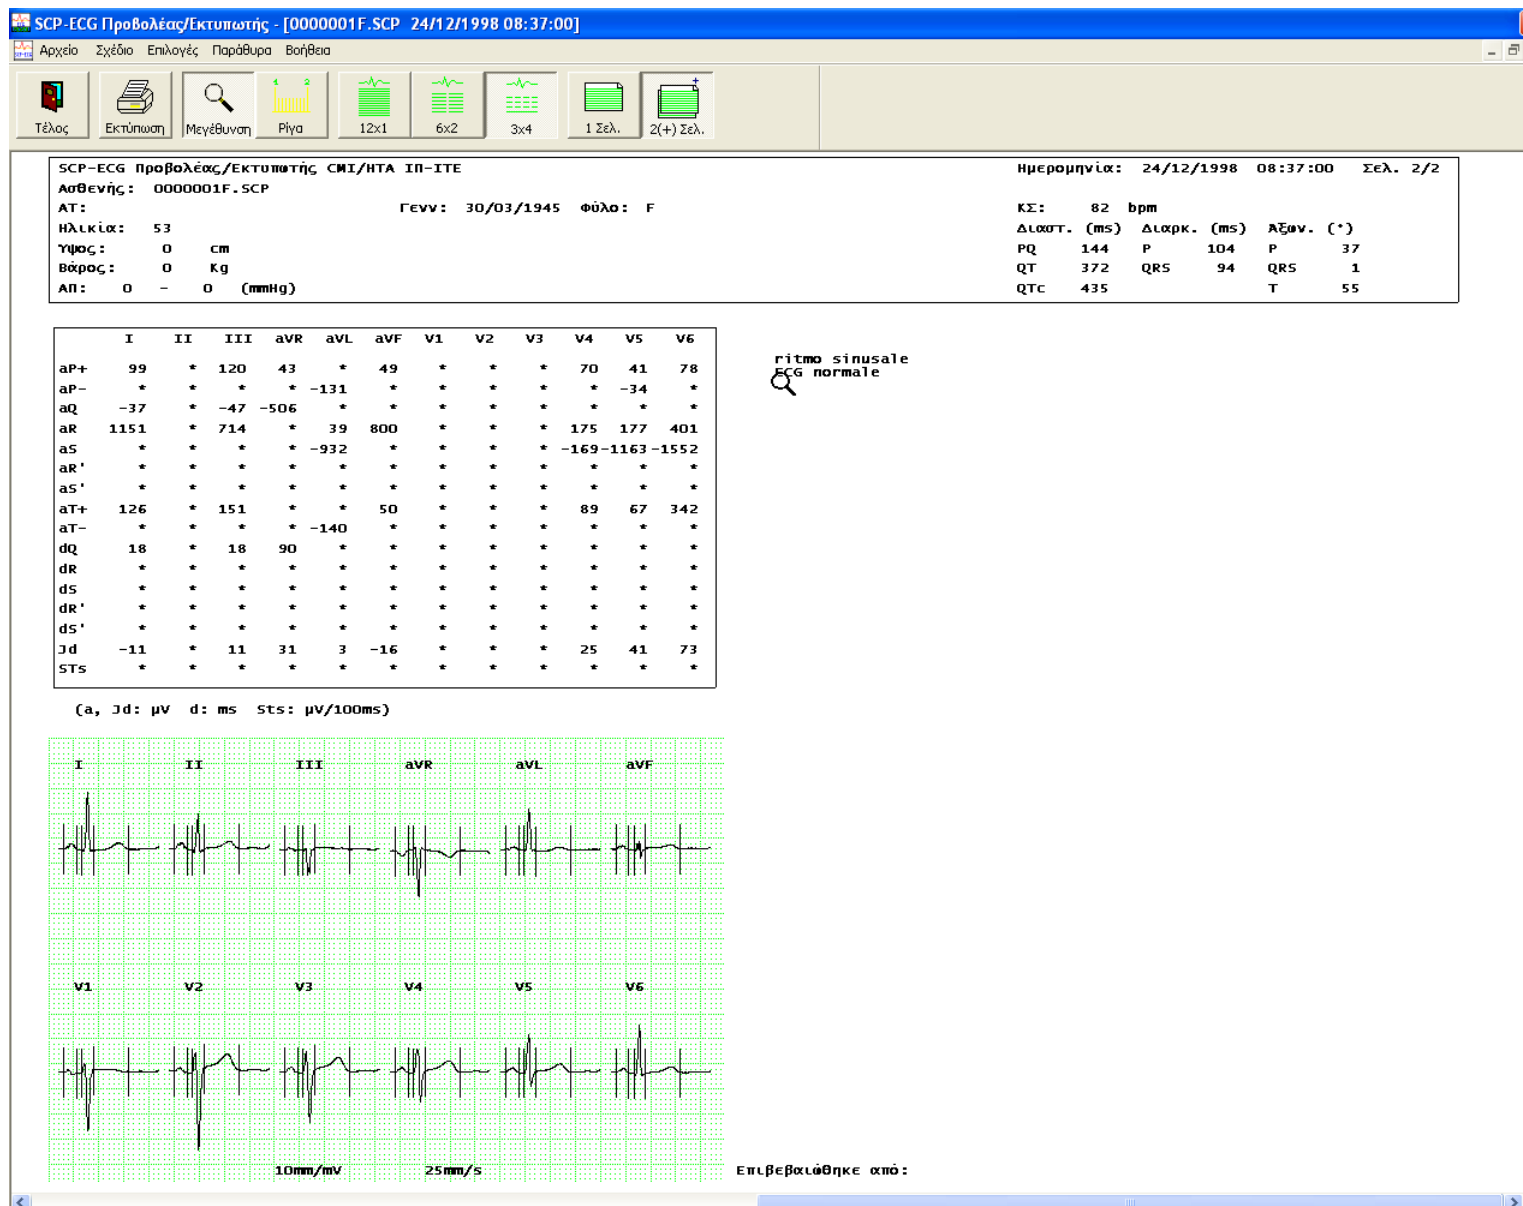 SCP-ECG Προβολέας/Εκτυπωτής - [0000001F.SCP 24/12/1998 08:37:00]
Αρχείο Σχέδιο Επιλογές Παράθυρα Βοήθεια
Τέλος Εκτύπωση Μεγέθυνση Ρίγα 12x1 6x2 3x4 1 Σελ. 2(+) Σελ.
SCP-ECG Προβολέας/Εκτυπωτής CMI/HTA ΙΠ-ΙΤΕ Ημερομηνία: 24/12/1998 08:37:00 Σελ. 2/2
Ασθενής: 0000001F.SCP
ΑΤ: Γενν: 30/03/1945 Φύλο: F ΚΣ: 82 bpm
Ηλικία: 53 Διαστ. (ms) Διαρκ. (ms) Άξων. (°)
Υψος: 0 cm PQ 144 P 104 P 37
Βάρος: 0 Kg QT 372 QRS 94 QRS 1
ΑΠ: 0 - 0 (mmHg) QTc 435 T 55
I II III aVR aVL aVF V1 V2 V3 V4 V5 V6
aP+ 99 * 120 43 * 49 * * * 70 41 78
aP- * * * * -131 * * * * * -34 *
aQ -37 * -47 -506 * * * * * * * *
aR 1151 * 714 * 39 800 * * * 175 177 401
aS * * * * -932 * * * * -169 -1163 -1552
aR' * * * * * * * * * * * *
aS' * * * * * * * * * * * *
aT+ 126 * 151 * * 50 * * * 89 67 342
aT- * * * * -140 * * * * * * *
dQ 18 * 18 90 * * * * * * * *
dR * * * * * * * * * * * *
dS * * * * * * * * * * * *
dR' * * * * * * * * * * * *
dS' * * * * * * * * * * * *
Jd -11 * 11 31 3 -16 * * * 25 41 73
STs * * * * * * * * * * * *
(a, Jd: μV d: ms Sts: μV/100ms)
ritmo sinusale
ECG normale
I II III aVR aVL aVF
V1 V2 V3 V4 V5 V6
10mm/mV 25mm/s
Επιβεβαιώθηκε από: